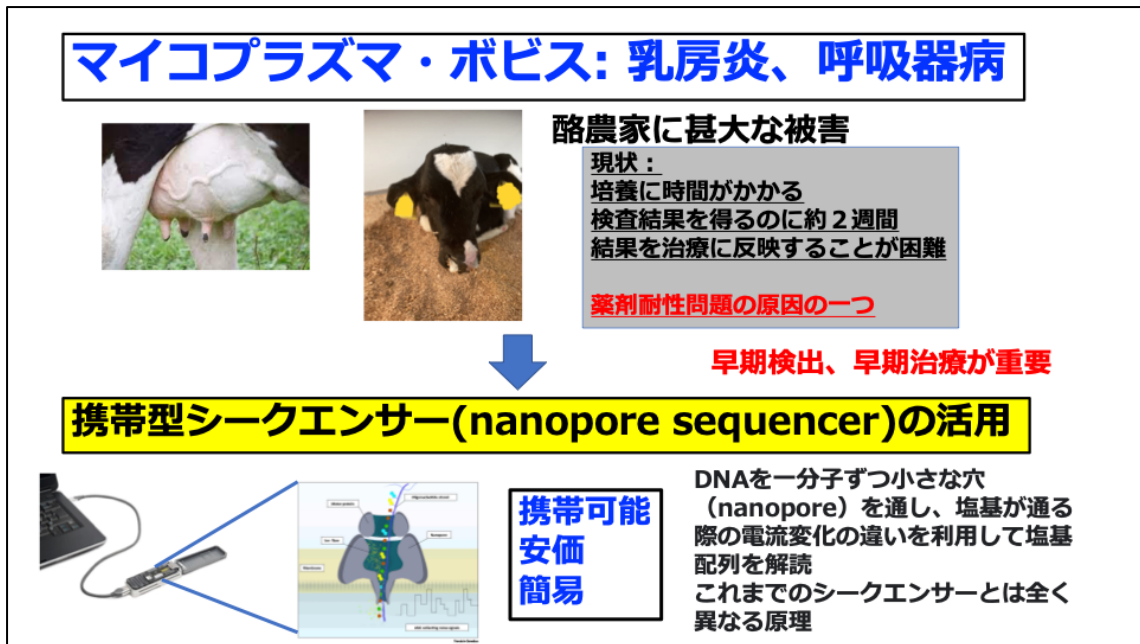 マイコプラズマ・ボビス: 乳房炎、呼吸器病
酪農家に甚大な被害
現状：
培養に時間がかかる
検査結果を得るのに約２週間
結果を治療に反映することが困難
薬剤耐性問題の原因の一つ
早期検出、早期治療が重要
携帯型シークエンサー(nanopore sequencer)の活用
携帯可能
安価
簡易
DNAを一分子ずつ小さな穴
（nanopore）を通し、塩基が通る
際の電流変化の違いを利用して塩基
配列を解読
これまでのシークエンサーとは全く
異なる原理
Nanopore
Membrane